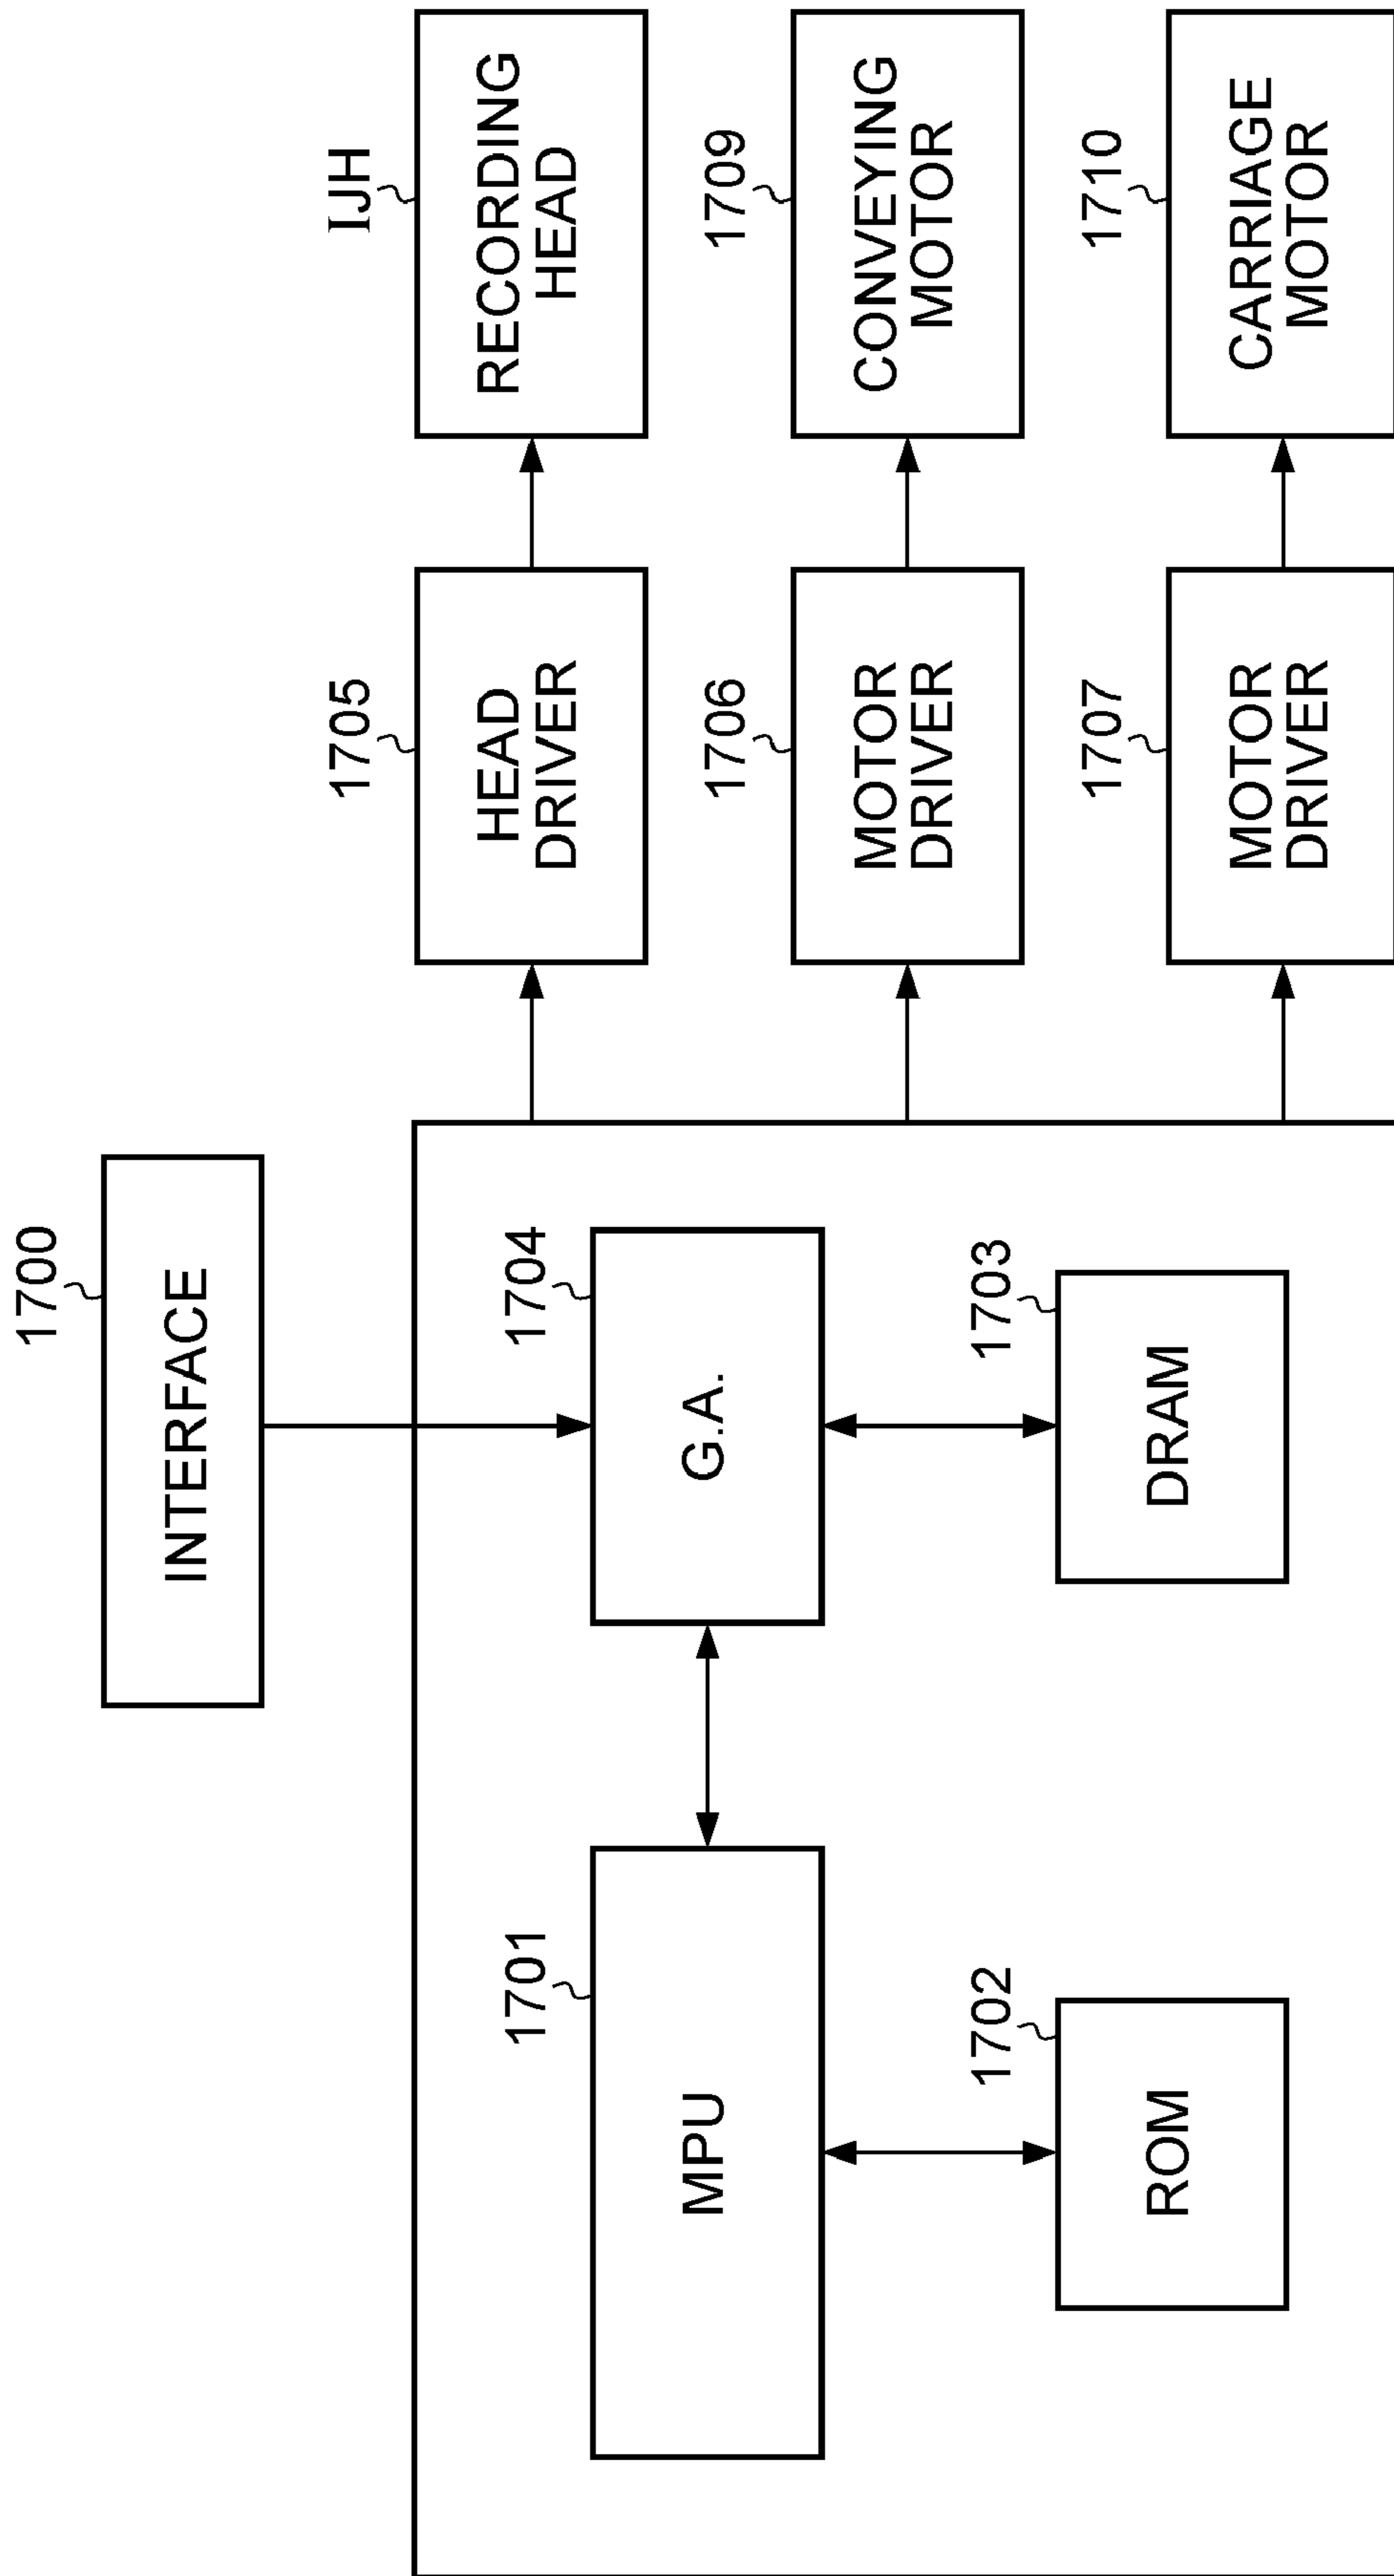 1700
INTERFACE
IJH
1705
RECORDING
HEAD
HEAD
DRIVER
1701
1704
MPU
G.A.
1706
1709
MOTOR
DRIVER
CONVEYING
MOTOR
1702
1703
ROM
DRAM
1707
1710
MOTOR
DRIVER
CARRIAGE
MOTOR